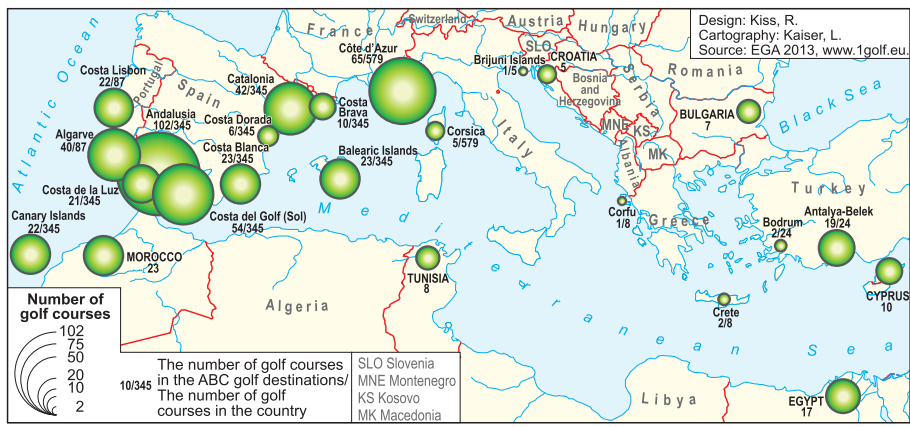 Design: Kiss, R.
Cartography: Kaiser, L.
Source: EGA 2013, www.1golf.eu.
Atlantic Ocean
France
Switzerland
Austria
Hungary
Côte d'Azur
65/579
SLO
CROATIA
5
Brijuni Islands
1/5
Bosnia
and
Herzegovina
Serbia
Romania
Black Sea
Costa Lisbon
22/87
Portugal
Spain
Catalonia
42/345
Costa
Brava
10/345
Costa Dorada
6/345
Andalusia
102/345
Algarve
40/87
Costa Blanca
23/345
Balearic Islands
23/345
Corsica
5/579
Italy
MNE
KS
MK
Albania
BULGARIA
7
Costa de la Luz
21/345
Costa del Golf (Sol)
54/345
Canary Islands
22/345
MOROCCO
23
Corfu
1/8
Greece
Turkey
Bodrum
2/24
Antalya-Belek
19/24
CYPRUS
10
Crete
2/8
TUNISIA
8
Algeria
Mediterranean Sea
Libya
EGYPT
17
Number of
golf courses
102
75
50
20
10
2
10/345
The number of golf courses
in the ABC golf destinations/
The number of golf
courses in the country
SLO Slovenia
MNE Montenegro
KS Kosovo
MK Macedonia